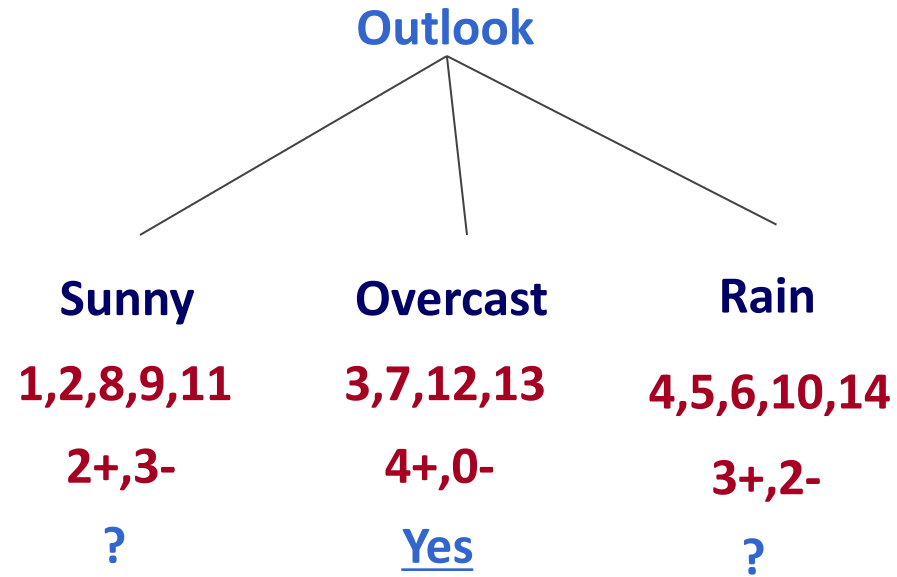 Outlook
Sunny
1,2,8,9,11
2+,3-
?
Overcast
3,7,12,13
4+,0-
Yes
Rain
4,5,6,10,14
3+,2-
?